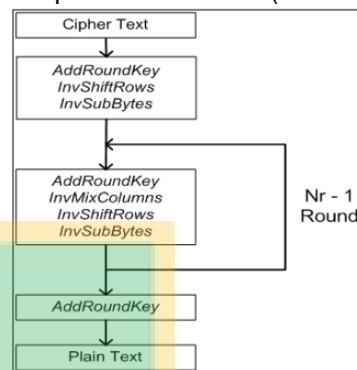 Cipher Text
AddRoundKey
InvShiftRows
InvSubBytes
AddRoundKey
InvMixColumns
InvShiftRows
InvSubBytes
Nr - 1
Round
AddRoundKey
Plain Text